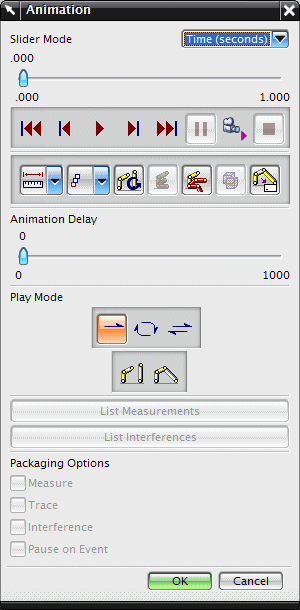 Animation
Slider Mode
Time (seconds)
.000
.000 1.000
Animation Delay
0
0 1000
Play Mode
List Measurements
List Interferences
Packaging Options
Measure
Trace
Interference
Pause on Event
OK Cancel